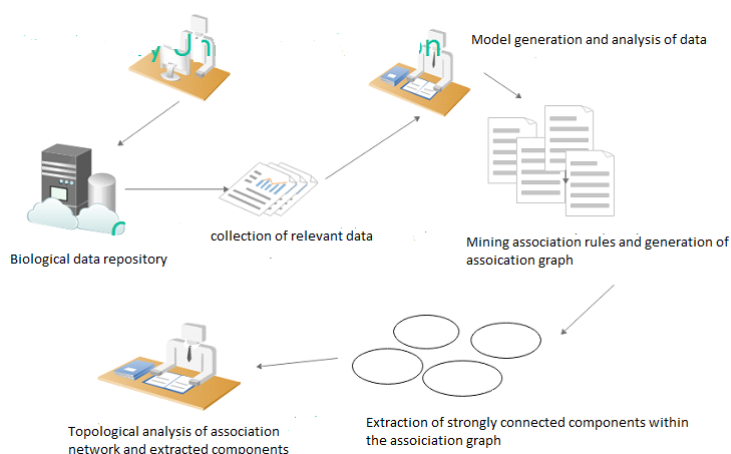 Model generation and analysis of data
collection of relevant data
Biological data repository
Mining association rules and generation of
assoication graph
Extraction of strongly connected components within
the assoiciation graph
Topological analysis of association
network and extracted components